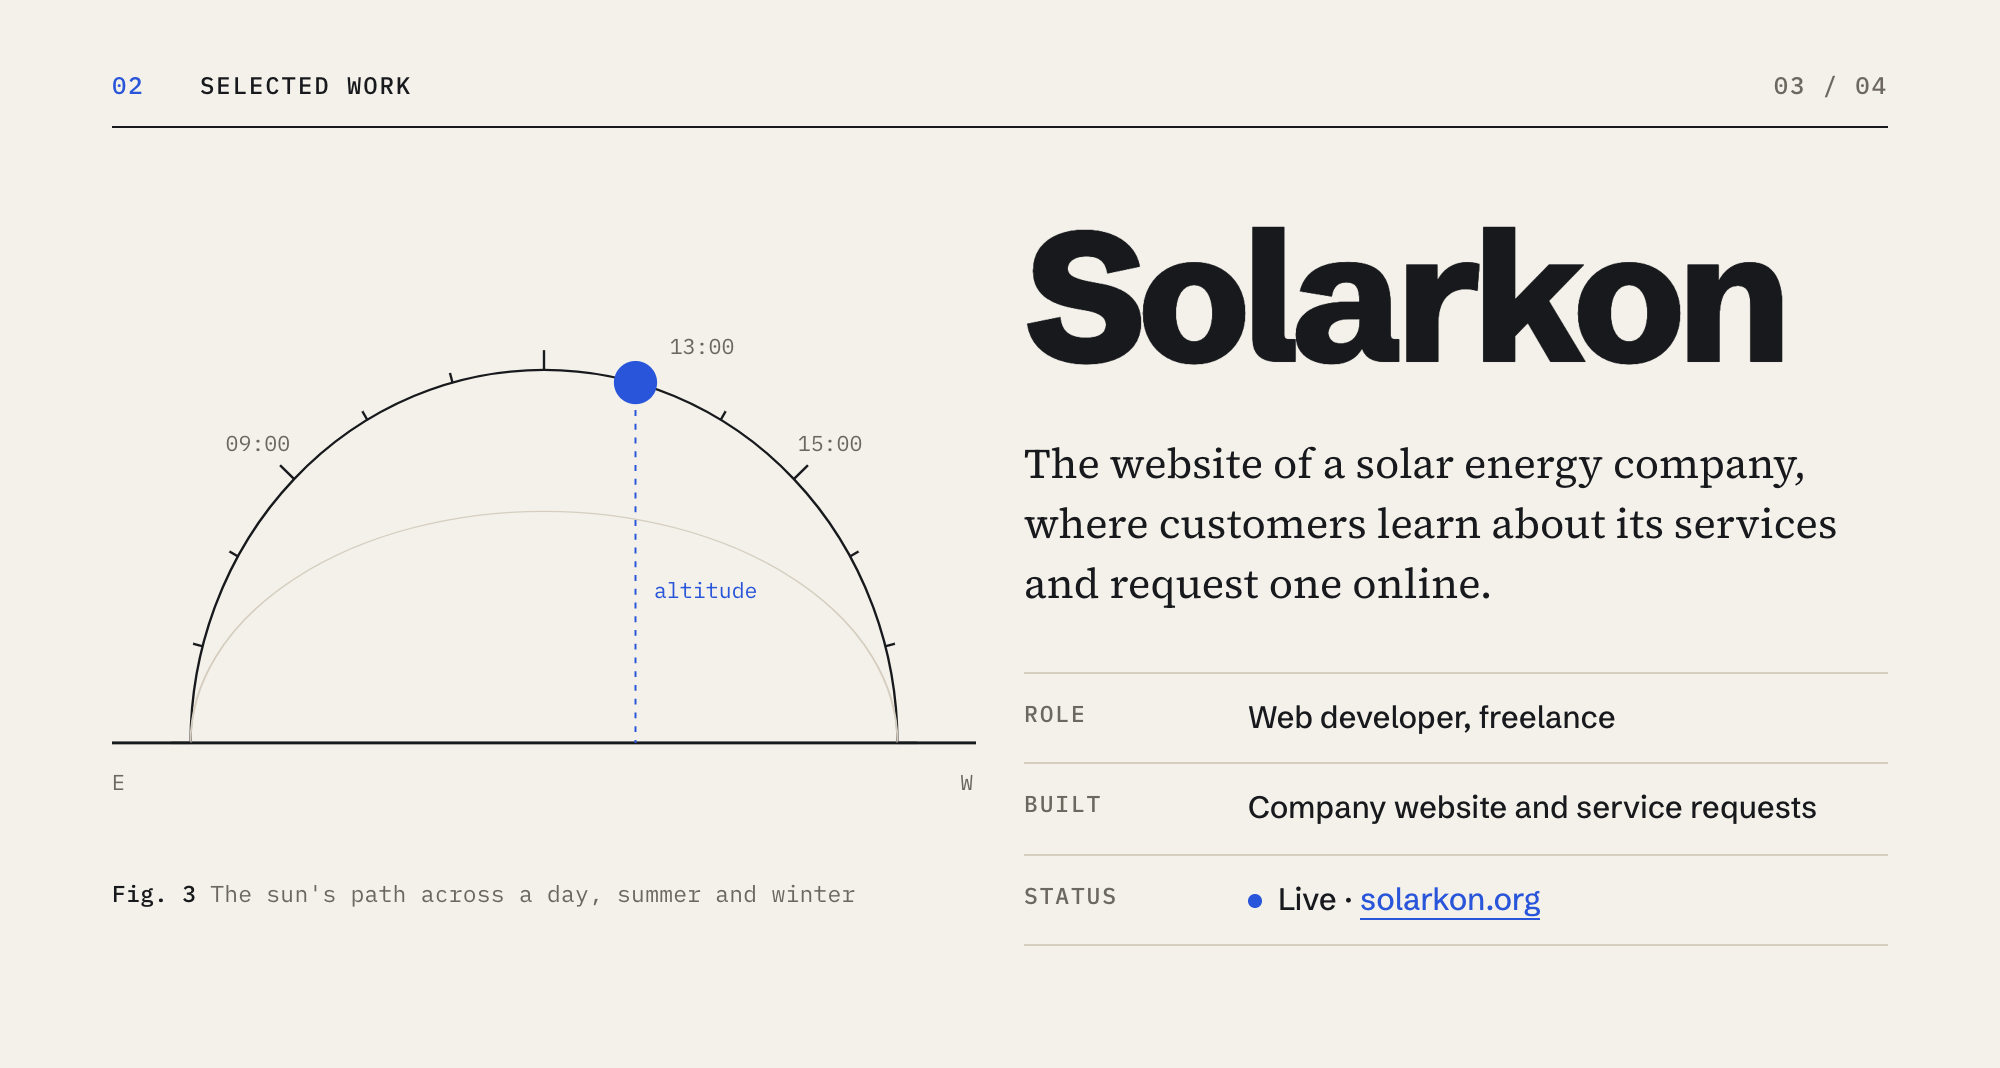 02 SELECTED WORK
03 / 04
13:00
09:00
15:00
altitude
E
W
Fig. 3 The sun's path across a day, summer and winter
Solarkon
The website of a solar energy company,
where customers learn about its services
and request one online.
ROLE Web developer, freelance
BUILT Company website and service requests
STATUS Live · solarkon.org